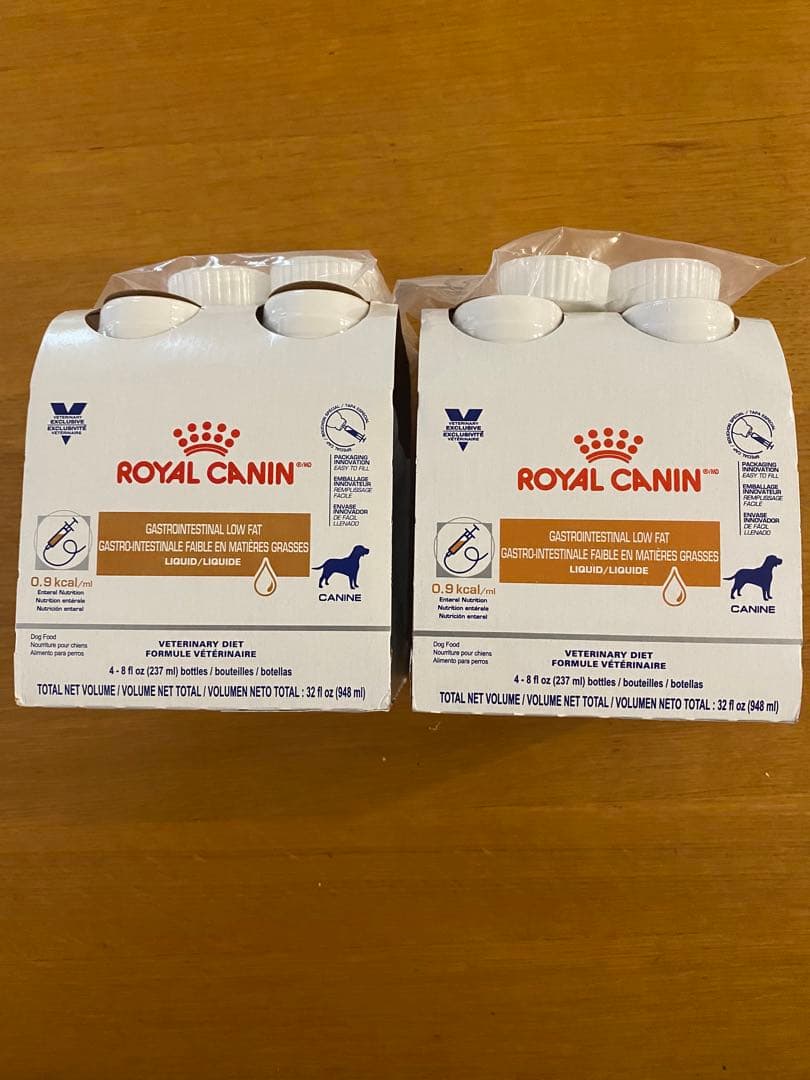 VETERINARY
EXCLUSIVE
EXCLUSIVITÉ
VÉTÉRINAIRE
ROYAL CANIN ®/MD
PACKAGING
INNOVATION
EASY TO FILL
EMBALLAGE
INNOVATEUR
REMPLISSAGE
FACILE
ENVASE
INNOVADOR
DE FÁCIL
LLENADO
GASTROINTESTINAL LOW FAT
GASTRO-INTESTINALE FAIBLE EN MATIÈRES GRASSES
LIQUID/LIQUIDE
0.9 kcal/ml
Enteral Nutrition
Nutrition entérale
Nutrición enteral
CANINE
Dog Food
Nourriture pour chiens
Alimento para perros
VETERINARY DIET
FORMULE VÉTÉRINAIRE
4 - 8 fl oz (237 ml) bottles / bouteilles / botellas
TOTAL NET VOLUME / VOLUME NET TOTAL / VOLUMEN NETO TOTAL : 32 fl oz (948 ml)
VETERINARY
EXCLUSIVE
EXCLUSIVITÉ
VÉTÉRINAIRE
ROYAL CANIN ®/MD
PACKAGING
INNOVATION
EASY TO FILL
EMBALLAGE
INNOVATEUR
REMPLISSAGE
FACILE
ENVASE
INNOVADOR
DE FÁCIL
LLENADO
GASTROINTESTINAL LOW FAT
GASTRO-INTESTINALE FAIBLE EN MATIÈRES GRASSES
LIQUID/LIQUIDE
0.9 kcal/ml
Enteral Nutrition
Nutrition entérale
Nutrición enteral
CANINE
Dog Food
Nourriture pour chiens
Alimento para perros
VETERINARY DIET
FORMULE VÉTÉRINAIRE
4 - 8 fl oz (237 ml) bottles / bouteilles / botellas
TOTAL NET VOLUME / VOLUME NET TOTAL / VOLUMEN NETO TOTAL : 32 fl oz (948 ml)